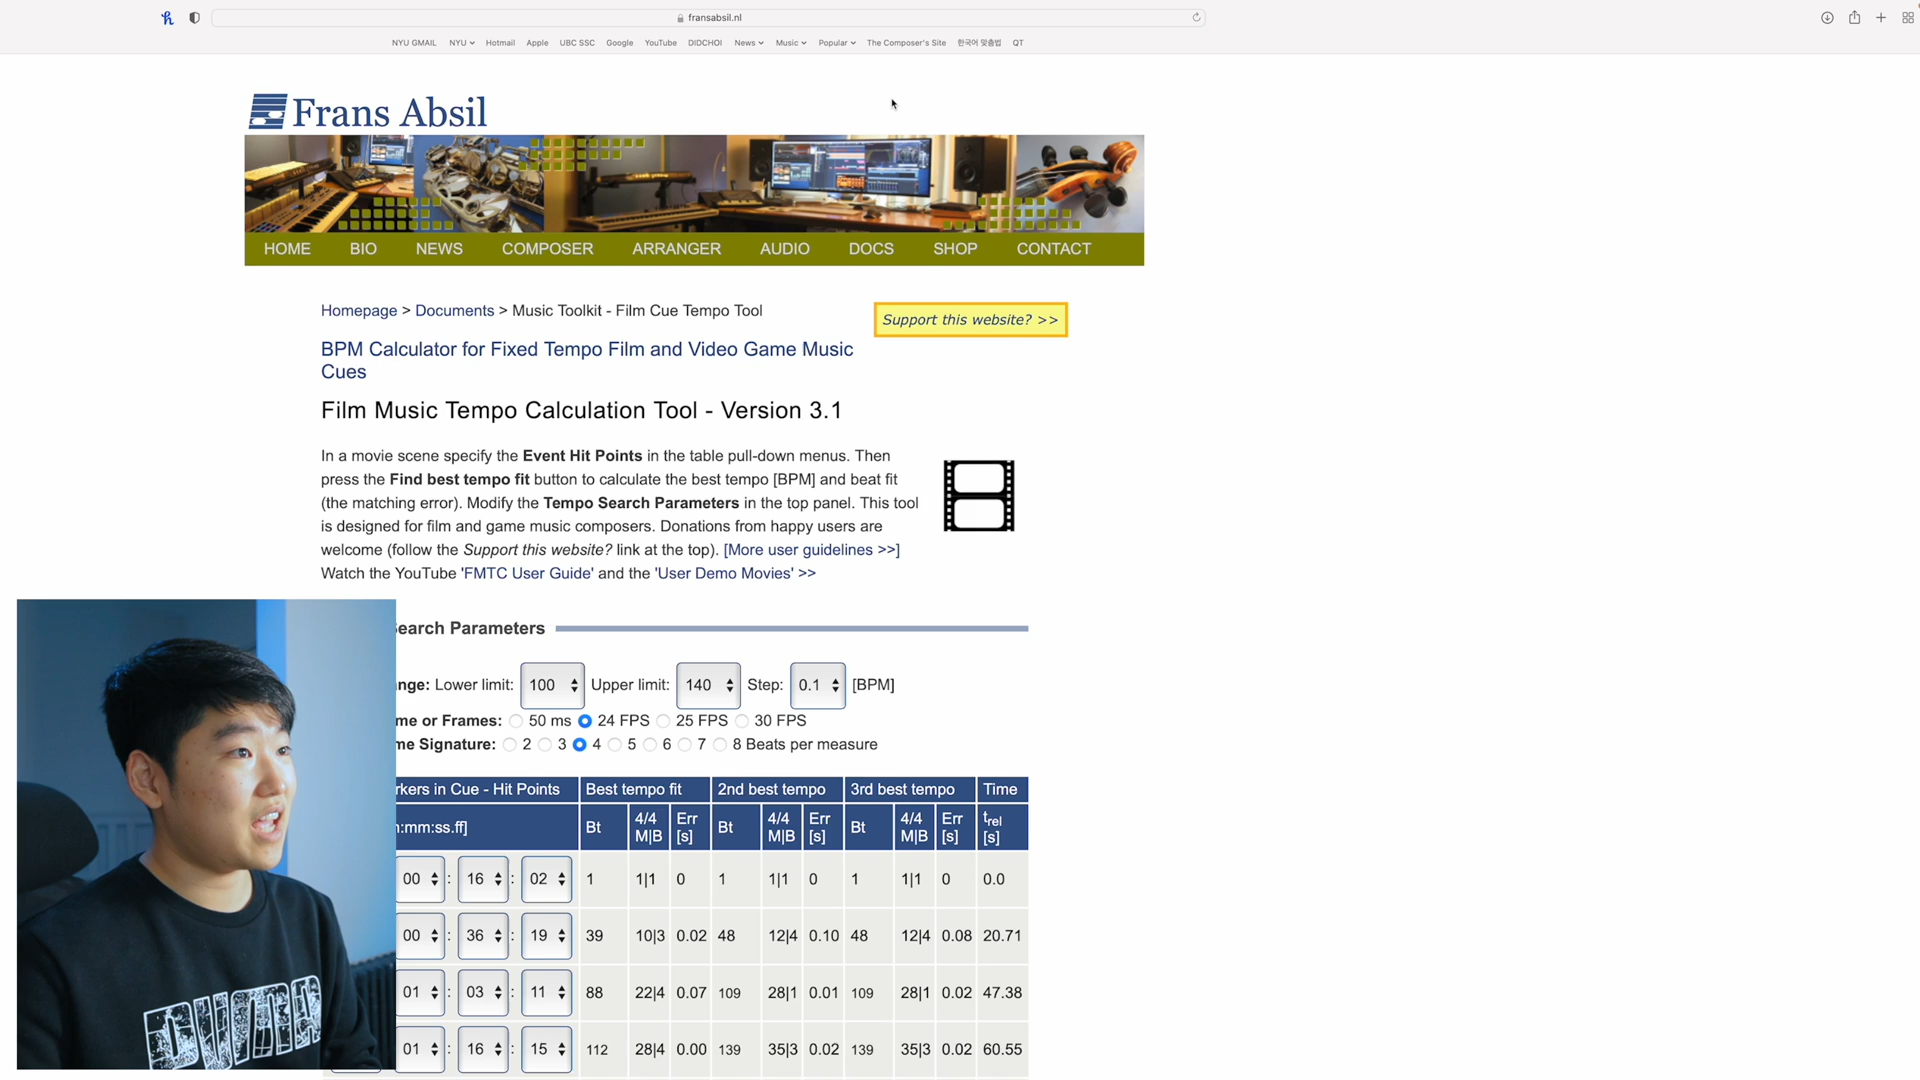 fransabsil.nl
NYU GMAIL NYU Hotmail Apple UBC SSC Google YouTube DIDCHOI News Music Popular The Composer's Site 한국어 맞춤법 QT
Frans Absil
HOME BIO NEWS COMPOSER ARRANGER AUDIO DOCS SHOP CONTACT
Homepage > Documents > Music Toolkit - Film Cue Tempo Tool
Support this website? >>
BPM Calculator for Fixed Tempo Film and Video Game Music
Cues
Film Music Tempo Calculation Tool - Version 3.1
In a movie scene specify the Event Hit Points in the table pull-down menus. Then
press the Find best tempo fit button to calculate the best tempo [BPM] and beat fit
(the matching error). Modify the Tempo Search Parameters in the top panel. This tool
is designed for film and game music composers. Donations from happy users are
welcome (follow the Support this website? link at the top). [More user guidelines >>]
Watch the YouTube 'FMTC User Guide' and the 'User Demo Movies' >>
Search Parameters
nge: Lower limit: 100 Upper limit: 140 Step: 0.1 [BPM]
me or Frames: 50 ms 24 FPS 25 FPS 30 FPS
me Signature: 2 3 4 5 6 7 8 Beats per measure
rkers in Cue - Hit Points Best tempo fit 2nd best tempo 3rd best tempo Time
:mm:ss.ff] Bt 4/4 M|B Err [s] Bt 4/4 M|B Err [s] Bt 4/4 M|B Err [s] trel [s]
00 : 16 : 02 1 1|1 0 1 1|1 0 1 1|1 0 0.0
00 : 36 : 19 39 10|3 0.02 48 12|4 0.10 48 12|4 0.08 20.71
01 : 03 : 11 88 22|4 0.07 109 28|1 0.01 109 28|1 0.02 47.38
01 : 16 : 15 112 28|4 0.00 139 35|3 0.02 139 35|3 0.02 60.55
PUMA